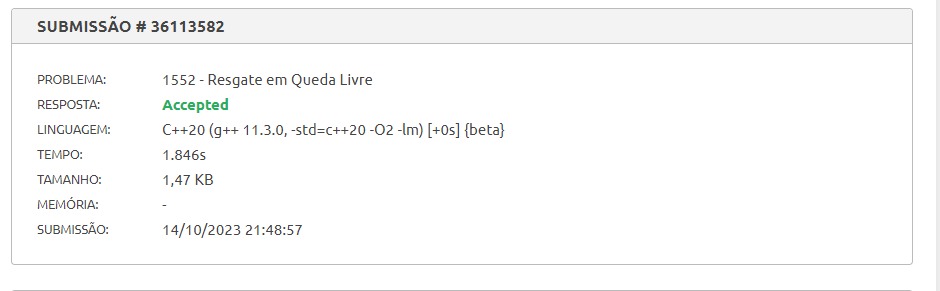 SUBMISSÃO # 36113582
PROBLEMA: 1552 - Resgate em Queda Livre
RESPOSTA: Accepted
LINGUAGEM: C++20 (g++ 11.3.0, -std=c++20 -O2 -lm) [+0s] {beta}
TEMPO: 1.846s
TAMANHO: 1,47 KB
MEMÓRIA: -
SUBMISSÃO: 14/10/2023 21:48:57